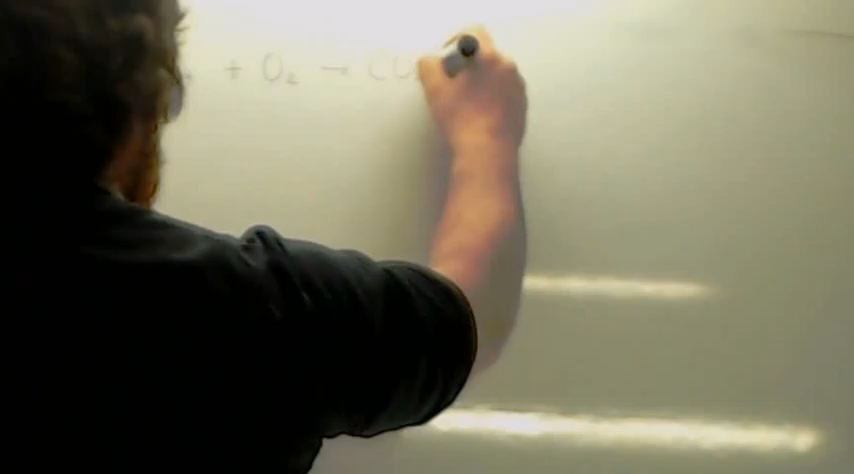 + O₂ → CO